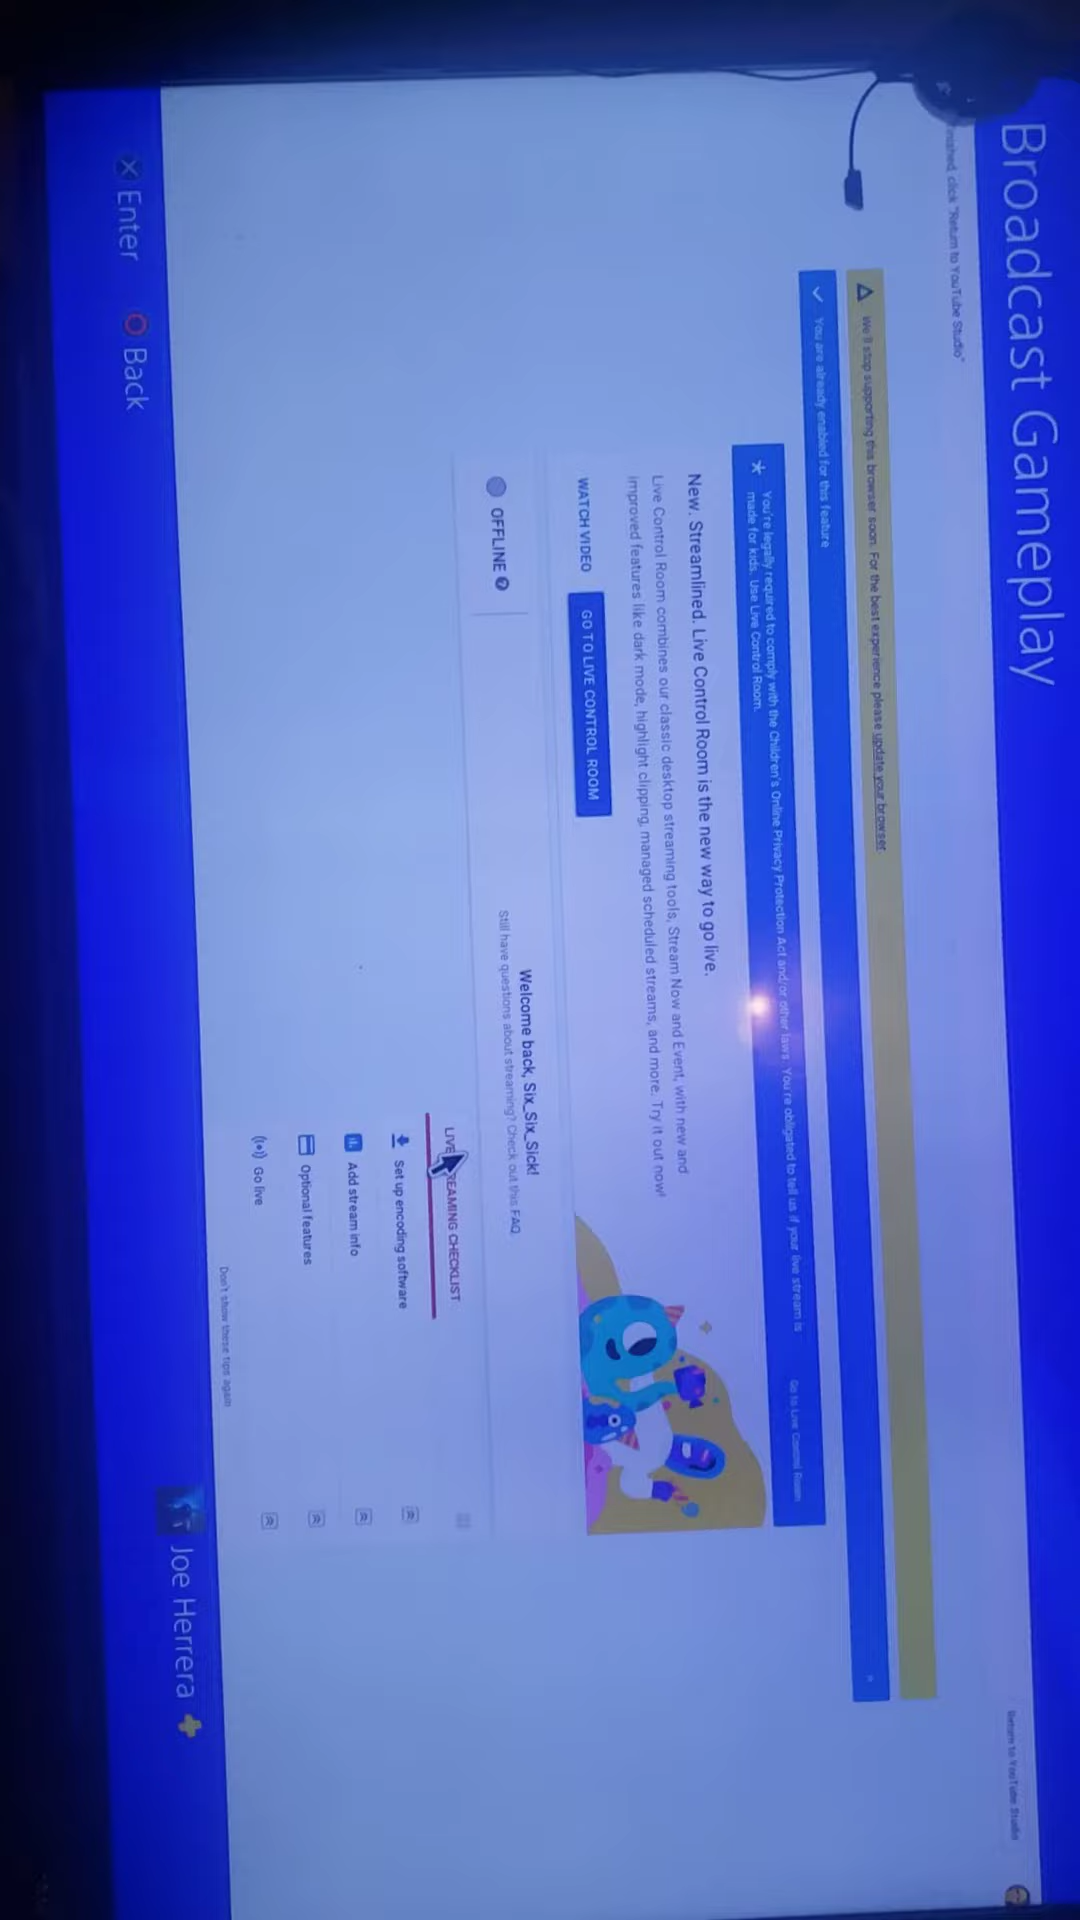 Broadcast Gameplay
click "Return to YouTube Studio"
Return to YouTube Studio
We'll stop supporting this browser soon. For the best experience please update your browser.
You are already enabled for this feature
You're legally required to comply with the Children's Online Privacy Protection Act and/or other laws. You're obligated to tell us if your live stream is
made for kids. Use Live Control Room.
Go to Live Control Room
New. Streamlined. Live Control Room is the new way to go live.
Live Control Room combines our classic desktop streaming tools, Stream Now and Event, with new and
improved features like dark mode, highlight clipping, managed scheduled streams, and more. Try it out now!
WATCH VIDEO
GO TO LIVE CONTROL ROOM
Welcome back, Six_Six_Sick!
Still have questions about streaming? Check out this FAQ.
OFFLINE
LIVE REAMING CHECKLIST
Set up encoding software
Add stream info
Optional features
Go live
Don't show these tips again
Joe Herrera
Enter
Back